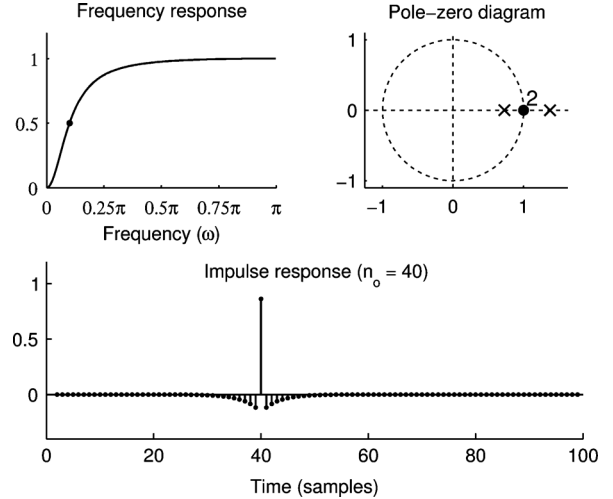 Frequency response
1
0.5
0
0 0.25π 0.5π 0.75π π
Frequency (ω)
Pole−zero diagram
1
0
−1
2
−1 0 1
Impulse response (n_o = 40)
1
0.5
0
0 20 40 60 80 100
Time (samples)